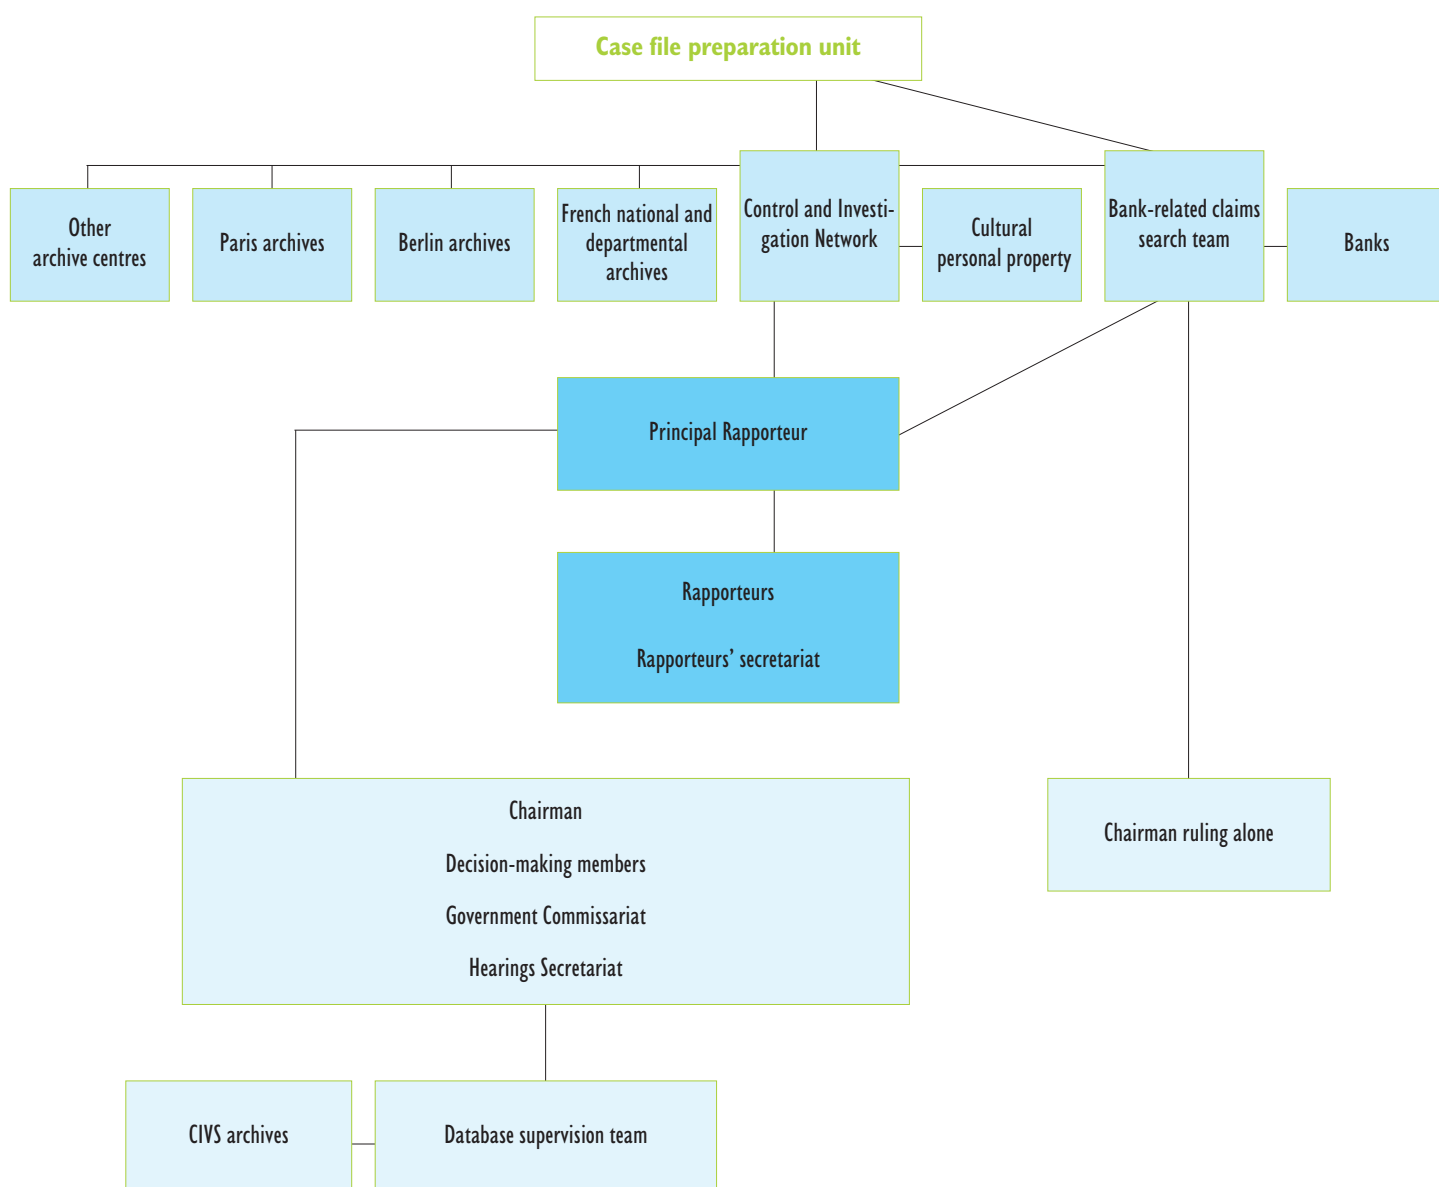 Case file preparation unit
Other
archive centres
Paris archives
Berlin archives
French national and
departmental
archives
Control and Investi-
gation Network
Cultural
personal property
Bank-related claims
search team
Banks
Principal Rapporteur
Rapporteurs
Rapporteurs’ secretariat
Chairman
Decision-making members
Government Commissariat
Hearings Secretariat
Chairman ruling alone
CIVS archives
Database supervision team